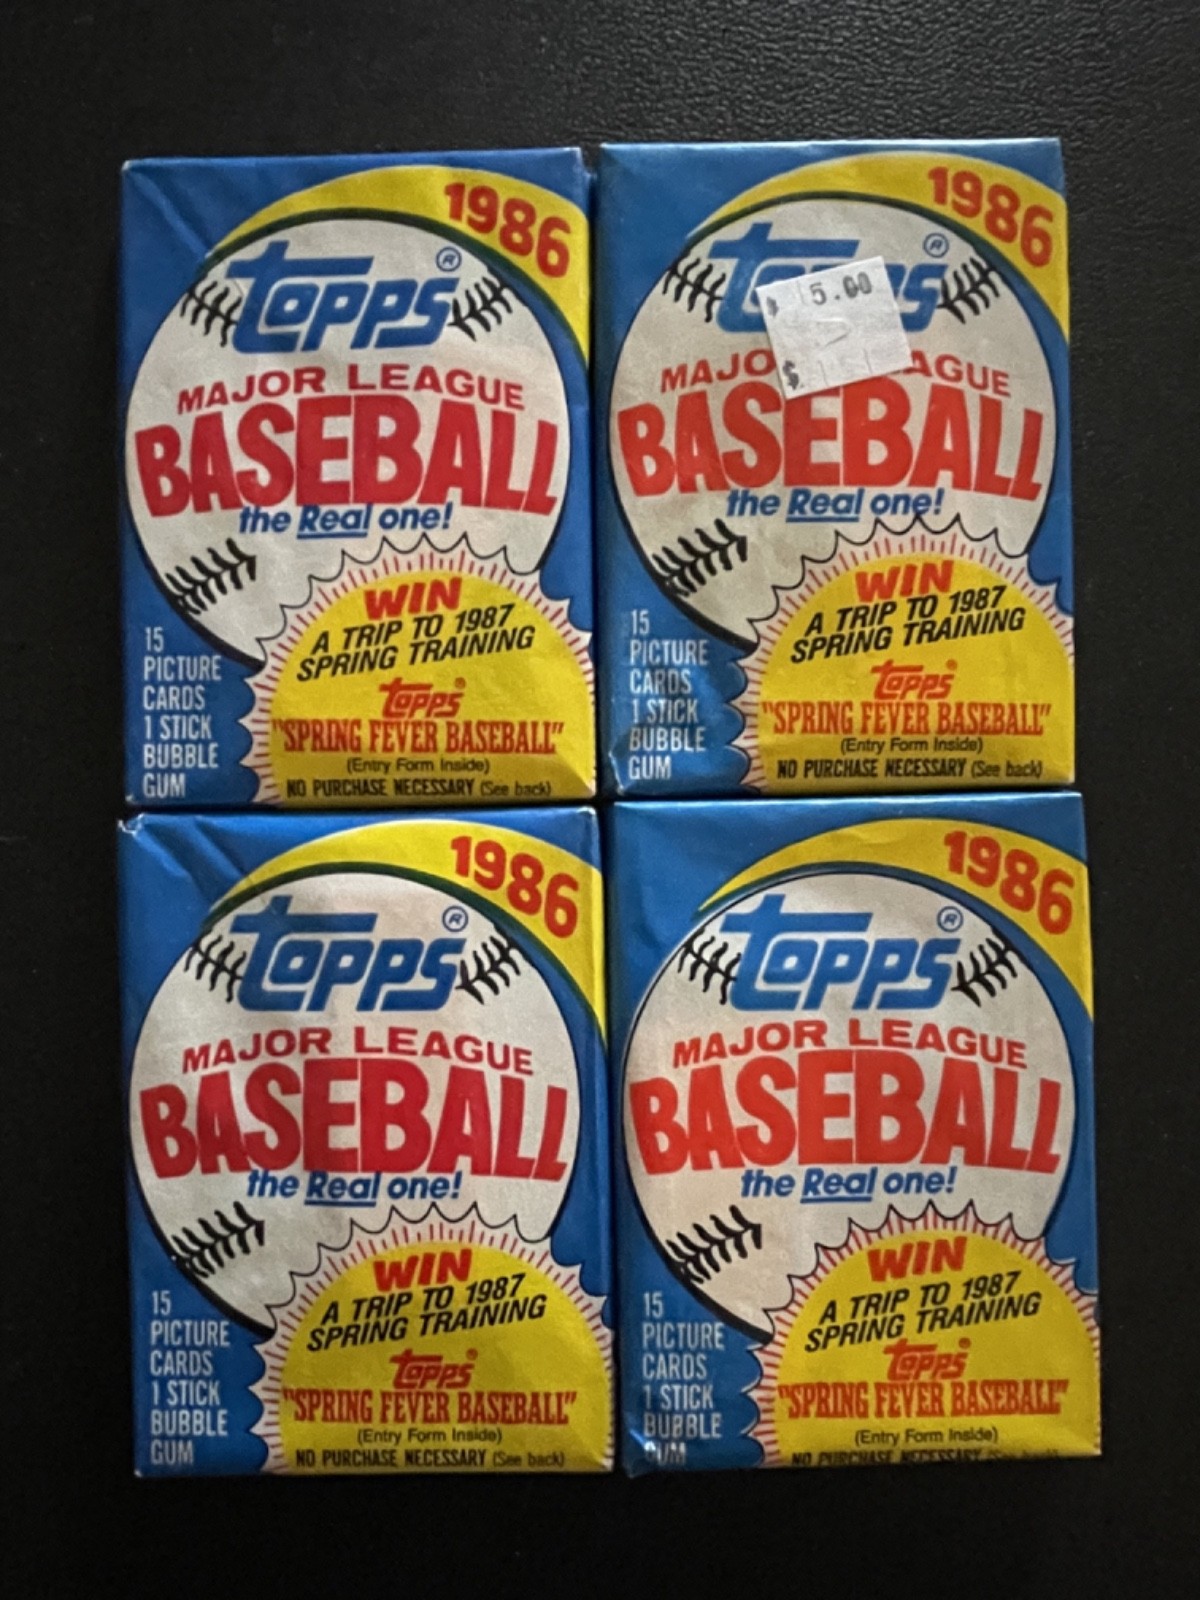 1986
Topps®
MAJOR LEAGUE
BASEBALL
the Real one!
WIN
A TRIP TO 1987
SPRING TRAINING
Topps®
"SPRING FEVER BASEBALL"
(Entry Form Inside)
NO PURCHASE NECESSARY (See back)
15
PICTURE
CARDS
1 STICK
BUBBLE
GUM
1986
$ 5.00
$
BASEBALL
the Real one!
WIN
A TRIP TO 1987
SPRING TRAINING
Topps®
"SPRING FEVER BASEBALL"
(Entry Form Inside)
NO PURCHASE NECESSARY (See back)
15
PICTURE
CARDS
1 STICK
BUBBLE
GUM
1986
Topps®
MAJOR LEAGUE
BASEBALL
the Real one!
WIN
A TRIP TO 1987
SPRING TRAINING
Topps®
"SPRING FEVER BASEBALL"
(Entry Form Inside)
NO PURCHASE NECESSARY (See back)
15
PICTURE
CARDS
1 STICK
BUBBLE
GUM
1986
Topps®
MAJOR LEAGUE
BASEBALL
the Real one!
WIN
A TRIP TO 1987
SPRING TRAINING
Topps®
"SPRING FEVER BASEBALL"
(Entry Form Inside)
NO PURCHASE NECESSARY (See back)
15
PICTURE
CARDS
1 STICK
BUBBLE
GUM